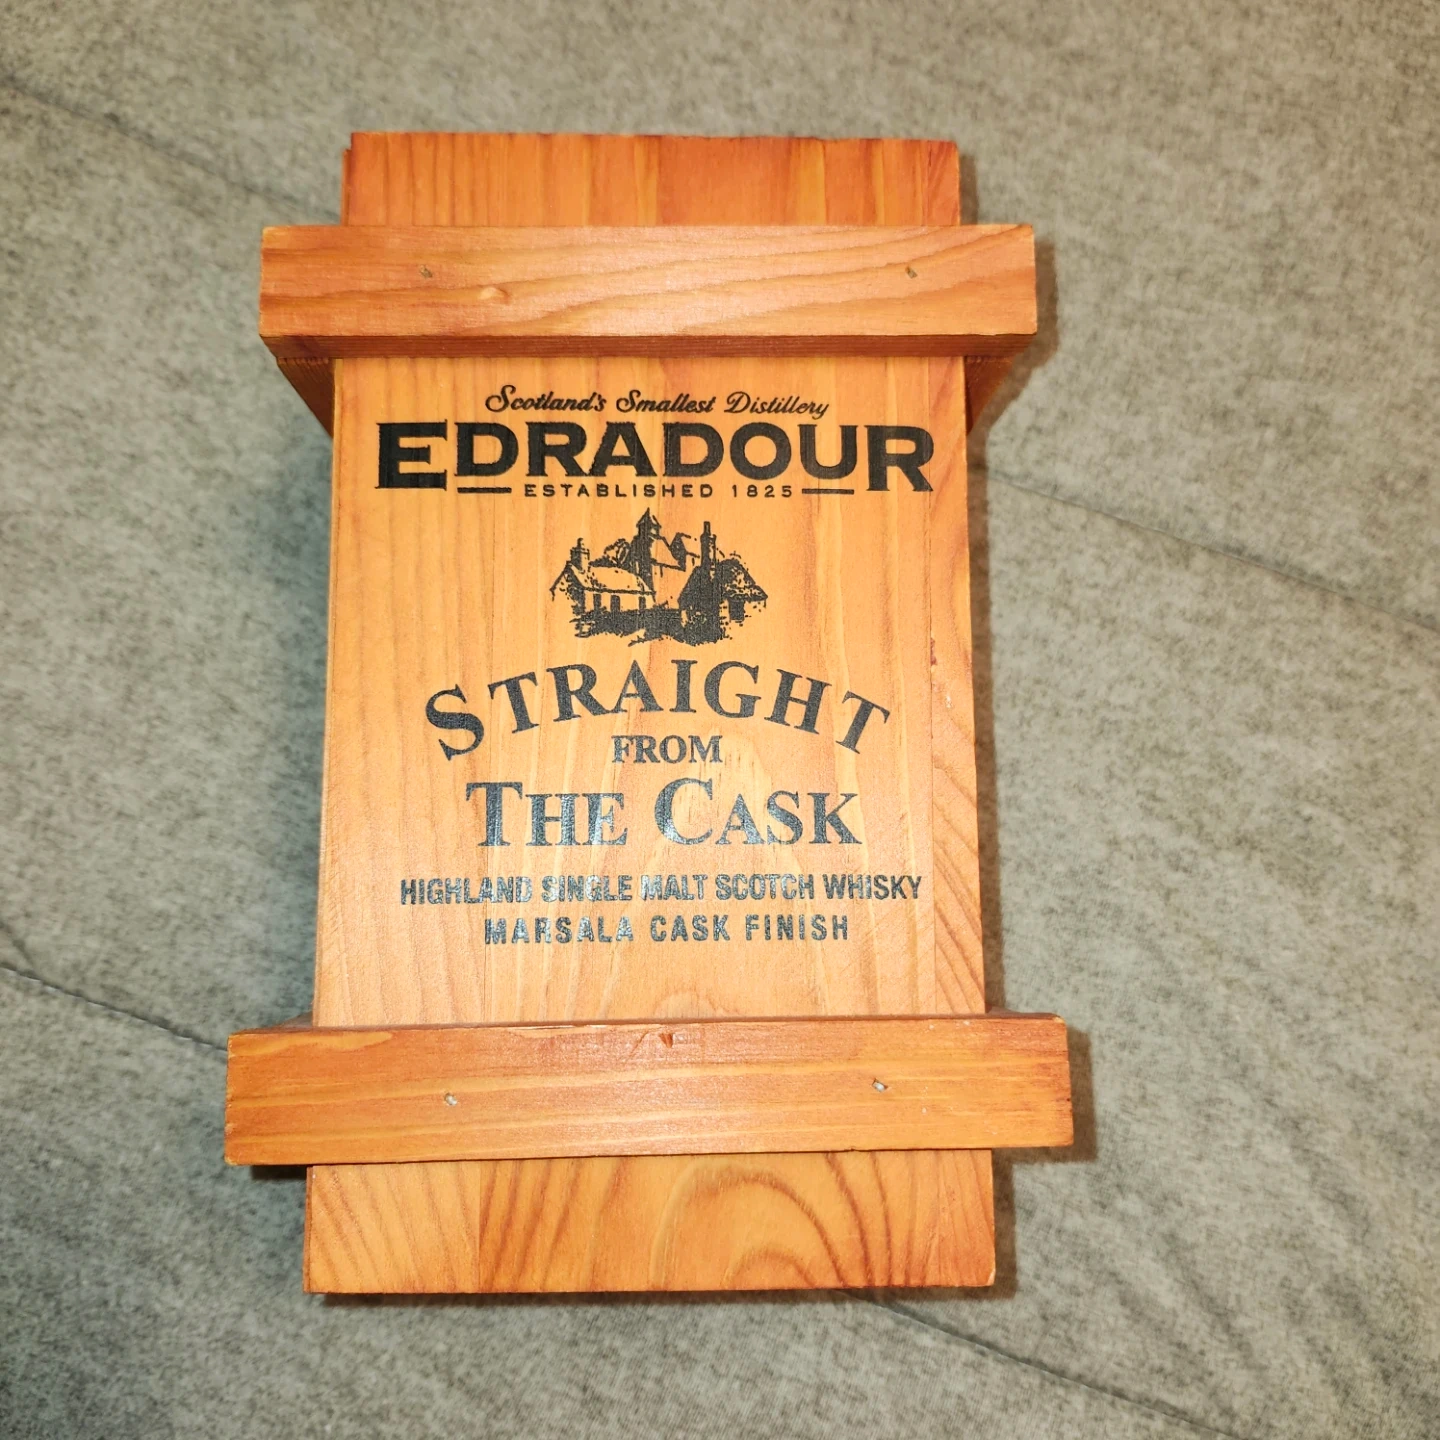 Scotland's Smallest Distillery
EDRADOUR
ESTABLISHED 1825
STRAIGHT
FROM
THE CASK
HIGHLAND SINGLE MALT SCOTCH WHISKY
MARSALA CASK FINISH